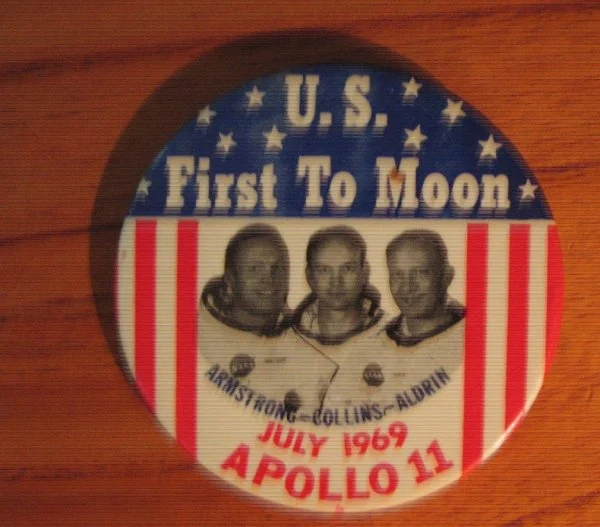 U.S.
First To Moon
ARMSTRONG-COLLINS-ALDRIN
JULY 1969
APOLLO 11